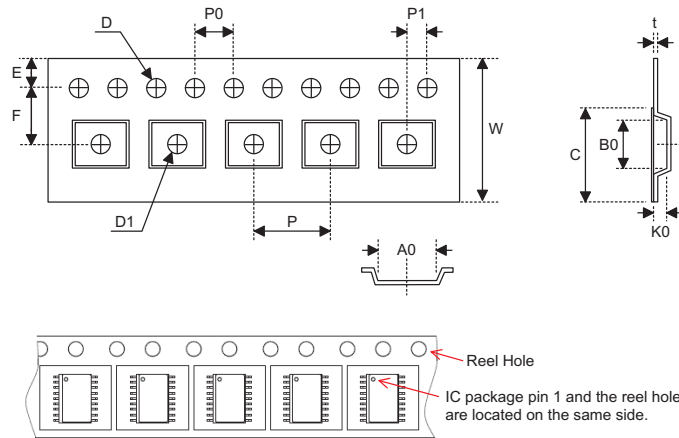 D
P0
P1
t
E
F
W
C
B0
D1
P
K0
A0
Reel Hole
IC package pin 1 and the reel hole
are located on the same side.